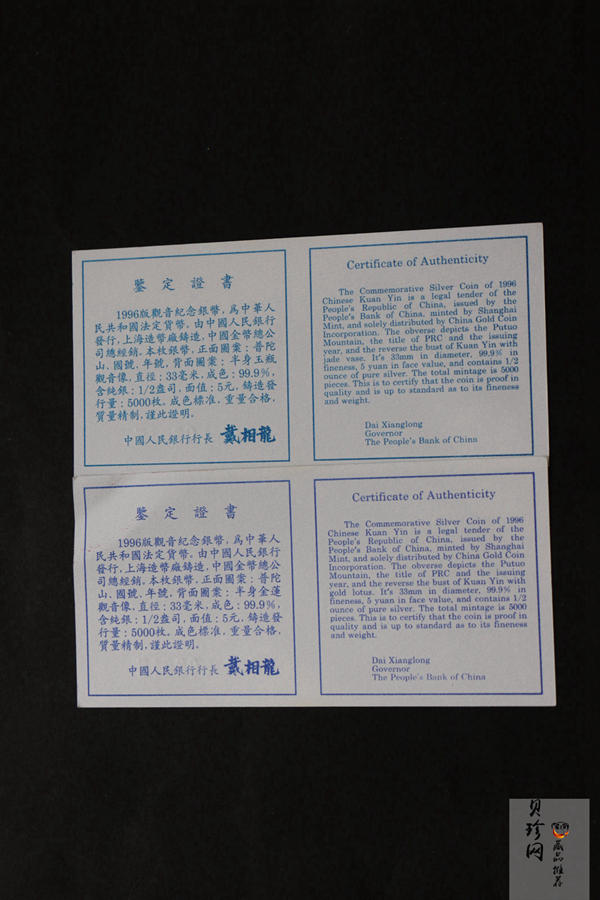 鑒定證書
1996版觀音紀念銀幣，爲中華人
民共和國法定貨幣。由中國人民銀行
發行，上海造幣廠鑄造，中國金幣總公
司總經銷。本枚銀幣，正面圖案：普陀
山、國號、年號，背面圖案：半身玉瓶
觀音像，直徑：33毫米，成色：99.9%，
含純銀：1/2盎司，面值：5元，鑄造發
行量：5000枚。成色標准，重量合格，
質量精制，謹此證明。
中國人民銀行行長 戴相龍
Certificate of Authenticity
The Commemorative Silver Coin of 1996
Chinese Kuan Yin is a legal tender of the
People's Republic of China, issued by the
People's Bank of China, minted by Shanghai
Mint, and solely distributed by China Gold Coin
Incorporation. The obverse depicts the Putuo
Mountain, the title of PRC and the issuing
year, and the reverse the bust of Kuan Yin with
jade vase. It's 33mm in diameter, 99.9% in
fineness, 5 yuan in face value, and contains 1/2
ounce of pure silver. The total mintage is 5000
pieces. This is to certify that the coin is proof in
quality and is up to standard as to its fineness
and weight.
Dai Xianglong
Governor
The People's Bank of China
鑒定證書
1996版觀音紀念銀幣，爲中華人
民共和國法定貨幣。由中國人民銀行
發行，上海造幣廠鑄造，中國金幣總公
司總經銷。本枚銀幣，正面圖案：普陀
山、國號、年號，背面圖案：半身金蓮
觀音像，直徑：33毫米，成色：99.9%，
含純銀：1/2盎司，面值：5元，鑄造發
行量：5000枚。成色標准，重量合格，
質量精制，謹此證明。
中國人民銀行行長 戴相龍
Certificate of Authenticity
The Commemorative Silver Coin of 1996
Chinese Kuan Yin is a legal tender of the
People's Republic of China, issued by the
People's Bank of China, minted by Shanghai
Mint, and solely distributed by China Gold Coin
Incorporation. The obverse depicts the Putuo
Mountain, the title of PRC and the issuing
year, and the reverse the bust of Kuan Yin with
gold lotus. It's 33mm in diameter, 99.9% in
fineness, 5 yuan in face value, and contains 1/2
ounce of pure silver. The total mintage is 5000
pieces. This is to certify that the coin is proof in
quality and is up to standard as to its fineness
and weight.
Dai Xianglong
Governor
The People's Bank of China
贝珍网
藏品推荐